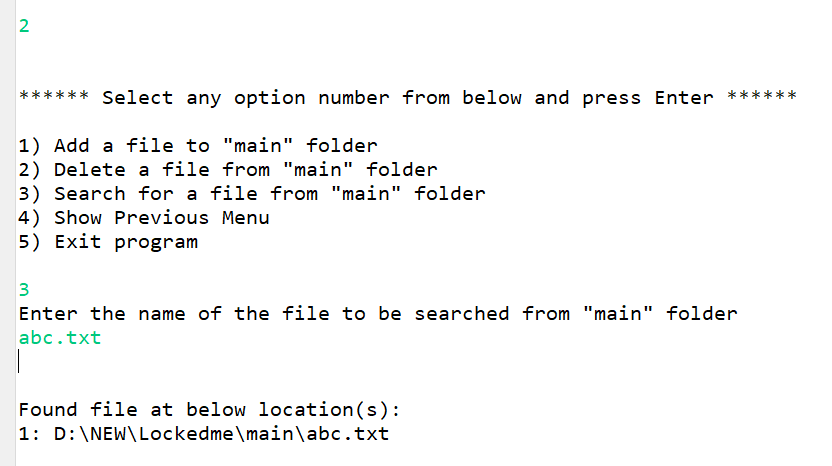 2
****** Select any option number from below and press Enter ******
1) Add a file to "main" folder
2) Delete a file from "main" folder
3) Search for a file from "main" folder
4) Show Previous Menu
5) Exit program
3
Enter the name of the file to be searched from "main" folder
abc.txt
Found file at below location(s):
1: D:\NEW\Lockedme\main\abc.txt